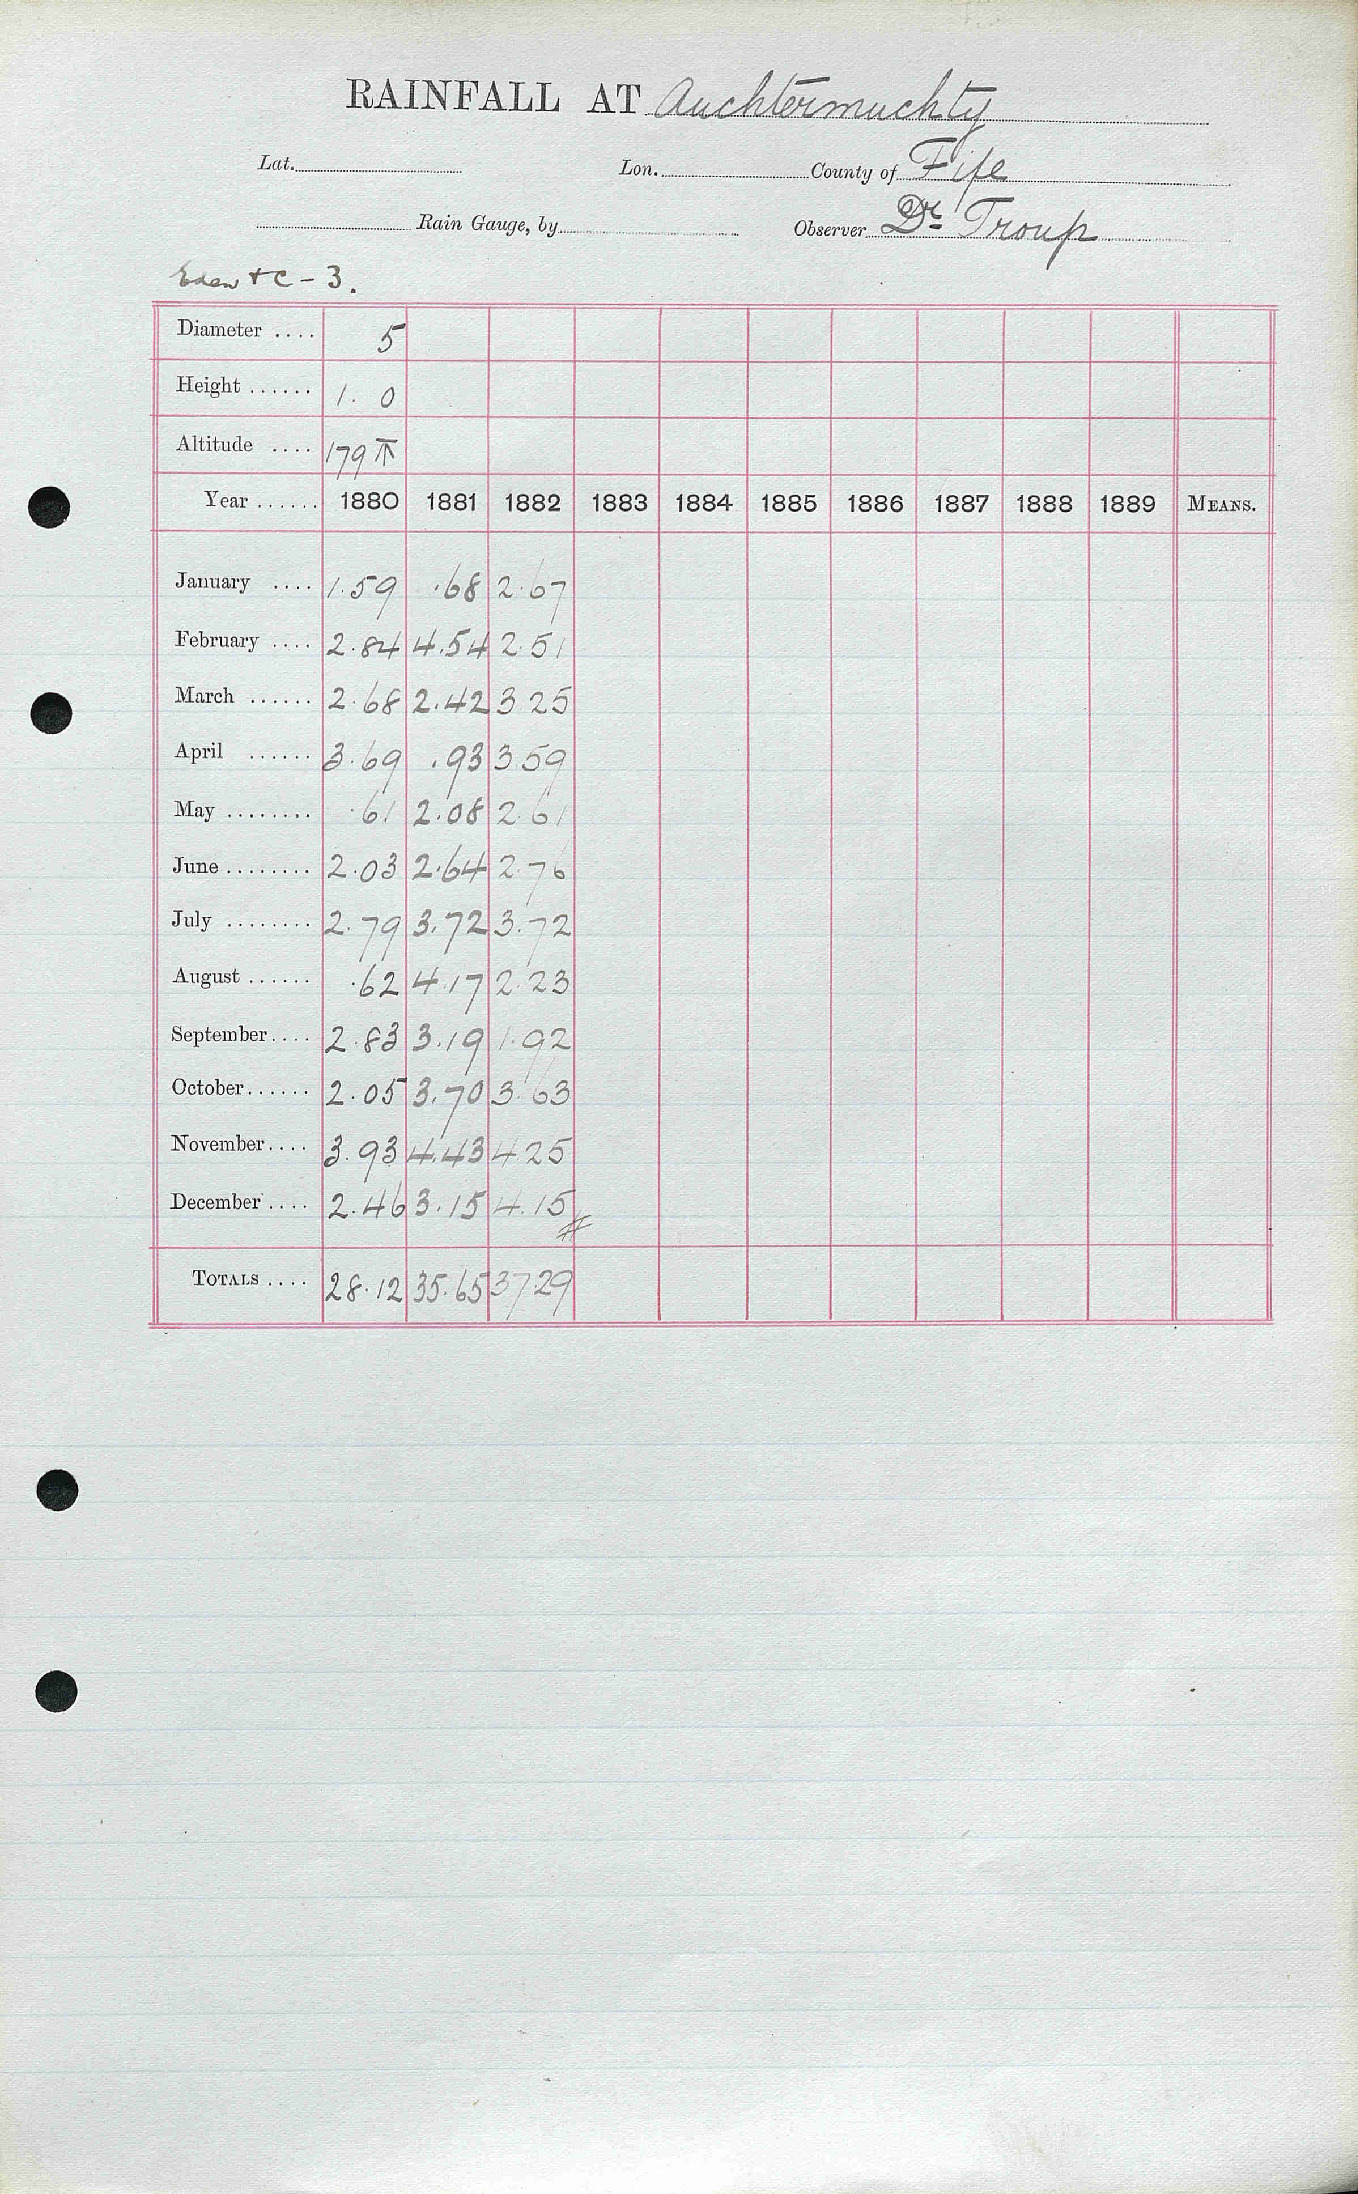 RAINFALL AT Auchtermuchty
Lat. Lon. County of Fife
Rain Gauge, by Observer Dr. Troup
Eden + C - 3.
Diameter .... 5
Height ...... 1. 0
Altitude .... 179
Year ...... 1880 1881 1882 1883 1884 1885 1886 1887 1888 1889 MEANS.
January .... 1.59 .68 2.67
February .... 2.84 4.54 2.51
March ...... 2.68 2.42 3 25
April ...... 3.69 .93 3.59
May ........ .61 2.08 2.61
June ........ 2.03 2.64 2.76
July ........ 2.79 3.72 3.72
August ...... .62 4.17 2.23
September .... 2.83 3.19 1.92
October ...... 2.05 3.70 3.63
November .... 3.93 4.43 4.25
December .... 2.46 3.15 4.15 #
TOTALS .... 28.12 35.65 37.29